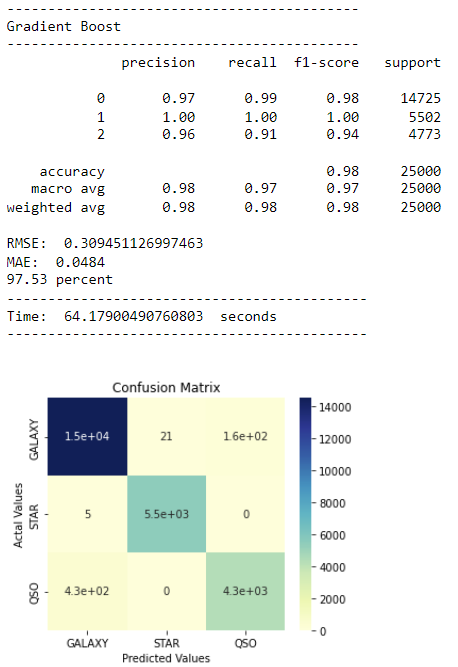 --------------------------------------------
Gradient Boost
--------------------------------------------
precision recall f1-score support
0 0.97 0.99 0.98 14725
1 1.00 1.00 1.00 5502
2 0.96 0.91 0.94 4773
accuracy 0.98 25000
macro avg 0.98 0.97 0.97 25000
weighted avg 0.98 0.98 0.98 25000
RMSE: 0.309451126997463
MAE: 0.0484
97.53 percent
---------------------------------------------
Time: 64.17900490760803 seconds
---------------------------------------------
Confusion Matrix
Actal Values
GALAXY
1.5e+04 21 1.6e+02
STAR
5 5.5e+03 0
QSO
4.3e+02 0 4.3e+03
GALAXY STAR QSO
Predicted Values
14000
12000
10000
8000
6000
4000
2000
0